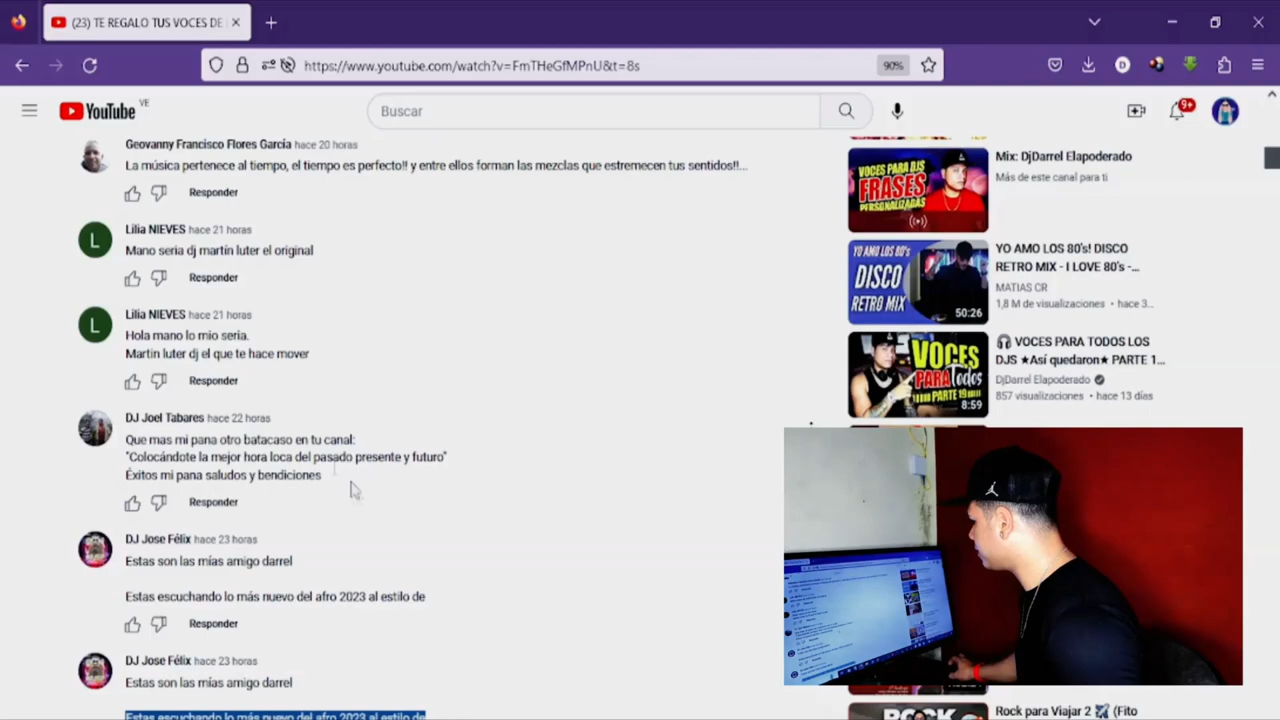 (23) TE REGALO TUS VOCES DE
https://www.youtube.com/watch?v=FmTHeGfMPnU&t=8s
90%
YouTube VE
Buscar
9+
Geovanny Francisco Flores Garcia hace 20 horas
La música pertenece al tiempo, el tiempo es perfecto!! y entre ellos forman las mezclas que estremecen tus sentidos!!...
Responder
L
Lilia NIEVES hace 21 horas
Mano seria dj martín luter el original
Responder
L
Lilia NIEVES hace 21 horas
Hola mano lo mio seria.
Martin luter dj el que te hace mover
Responder
DJ Joel Tabares hace 22 horas
Que mas mi pana otro batacaso en tu canal:
"Colocándote la mejor hora loca del pasado presente y futuro"
Éxitos mi pana saludos y bendiciones
Responder
DJ Jose Félix hace 23 horas
Estas son las mías amigo darrel
Estas escuchando lo más nuevo del afro 2023 al estilo de
Responder
DJ Jose Félix hace 23 horas
Estas son las mías amigo darrel
Estas escuchando lo más nuevo del afro 2023 al estilo de
VOCES PARA DJS
FRASES
PERSONALIZADAS
Mix: DjDarrel Elapoderado
Más de este canal para ti
YO AMO LOS 80's
DISCO
RETRO MIX
50:26
YO AMO LOS 80's! DISCO
RETRO MIX - I LOVE 80's -...
MATIAS CR
1,8 M de visualizaciones • hace 3...
VOCES
PARA Todos
PARTE 19
8:59
VOCES PARA TODOS LOS
DJS ★Así quedaron★ PARTE 1...
DjDarrel Elapoderado
857 visualizaciones • hace 13 días
Rock para Viajar 2 (Fito